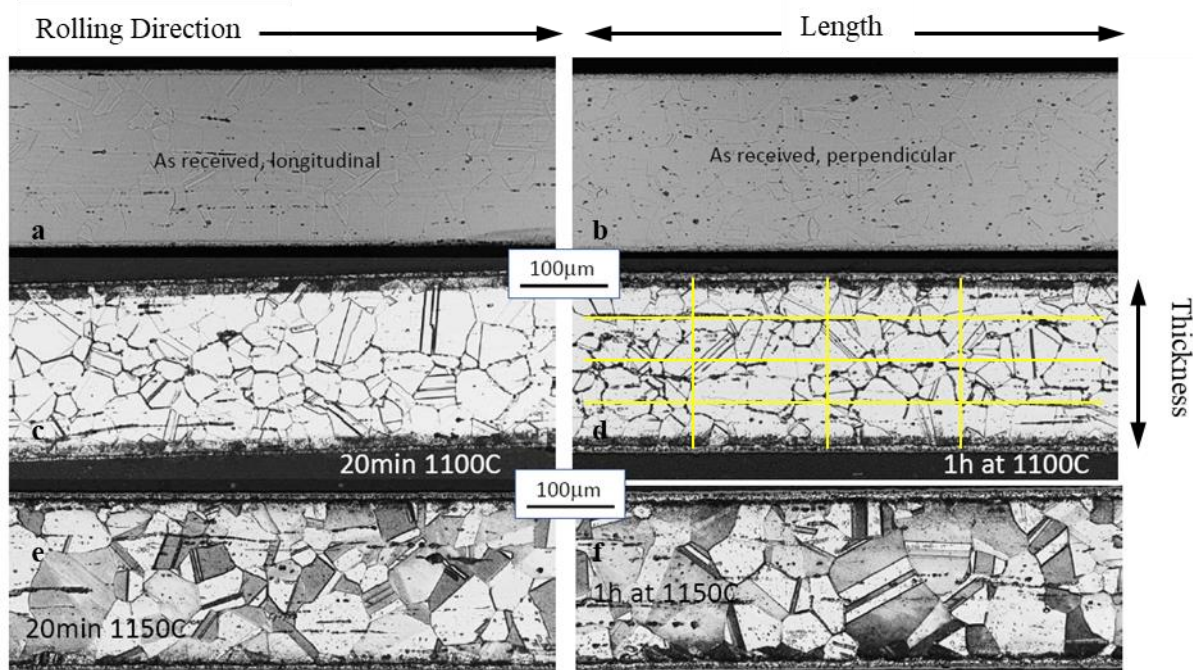 Rolling Direction
Length
As received, longitudinal
As received, perpendicular
a
b
100μm
Thickness
c
d
20min 1100C
1h at 1100C
100μm
e
f
20min 1150C
1h at 1150C